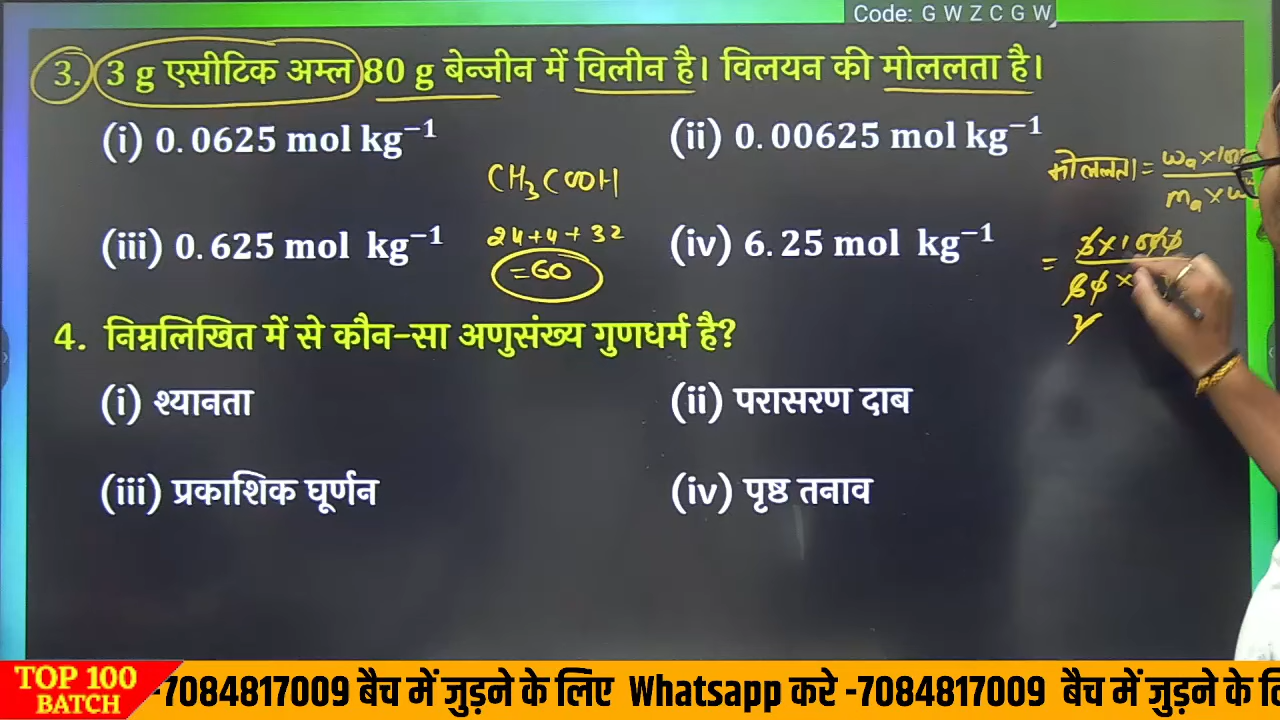 Code: G W Z C G W
3. 3 g एसीटिक अम्ल 80 g बेन्जीन में विलीन है। विलयन की मोललता है।
(i) 0.0625 mol kg⁻¹
(ii) 0.00625 mol kg⁻¹
CH₃COOH
मोललता =
(iii) 0.625 mol kg⁻¹
24+4+32
(iv) 6.25 mol kg⁻¹
=60
4. निम्नलिखित में से कौन-सा अणुसंख्य गुणधर्म है?
(i) श्यानता
(ii) परासरण दाब
(iii) प्रकाशिक घूर्णन
(iv) पृष्ठ तनाव
TOP 100
BATCH
-7084817009 बैच में जुड़ने के लिए Whatsapp करे -7084817009 बैच में जुड़ने के